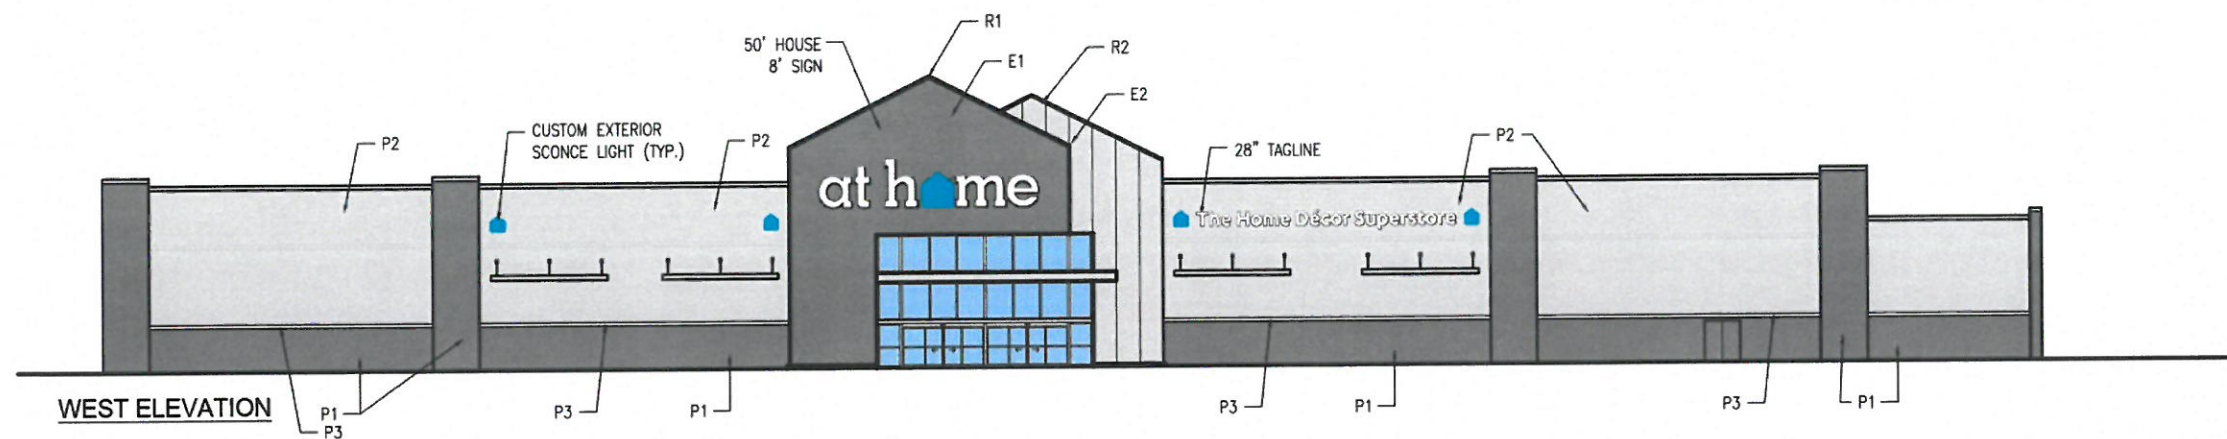 R1
50' HOUSE
8' SIGN
R2
E1
E2
CUSTOM EXTERIOR
SCONCE LIGHT (TYP.)
P2
P2
28" TAGLINE
P2
at home
The Home Décor Superstore
WEST ELEVATION
P1
P3
P3
P1
P3
P1
P3
P1